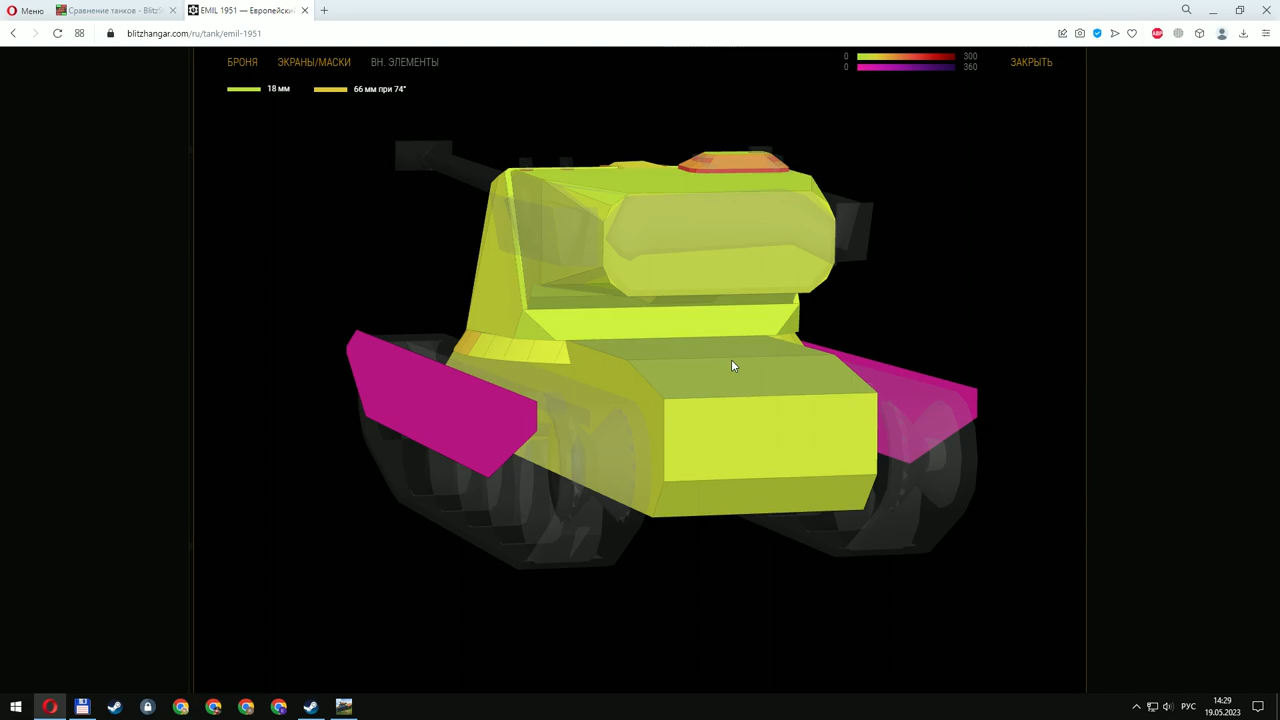 Меню
Сравнение танков - Blitz
EMIL 1951 — Европейски
blitzhangar.com/ru/tank/emil-1951
БРОНЯ ЭКРАНЫ/МАСКИ ВН. ЭЛЕМЕНТЫ
0 300
0 360
ЗАКРЫТЬ
18 мм 66 мм при 74°
РУС
14:29
19.05.2023